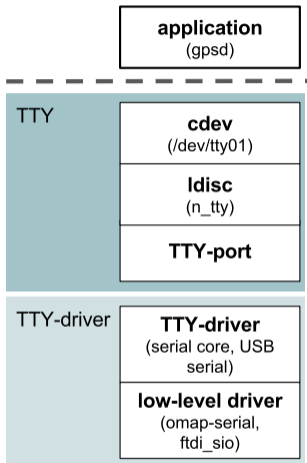 application
(gpsd)
TTY
cdev
(/dev/tty01)
ldisc
(n_tty)
TTY-port
TTY-driver
TTY-driver
(serial core, USB
serial)
low-level driver
(omap-serial,
ftdi_sio)